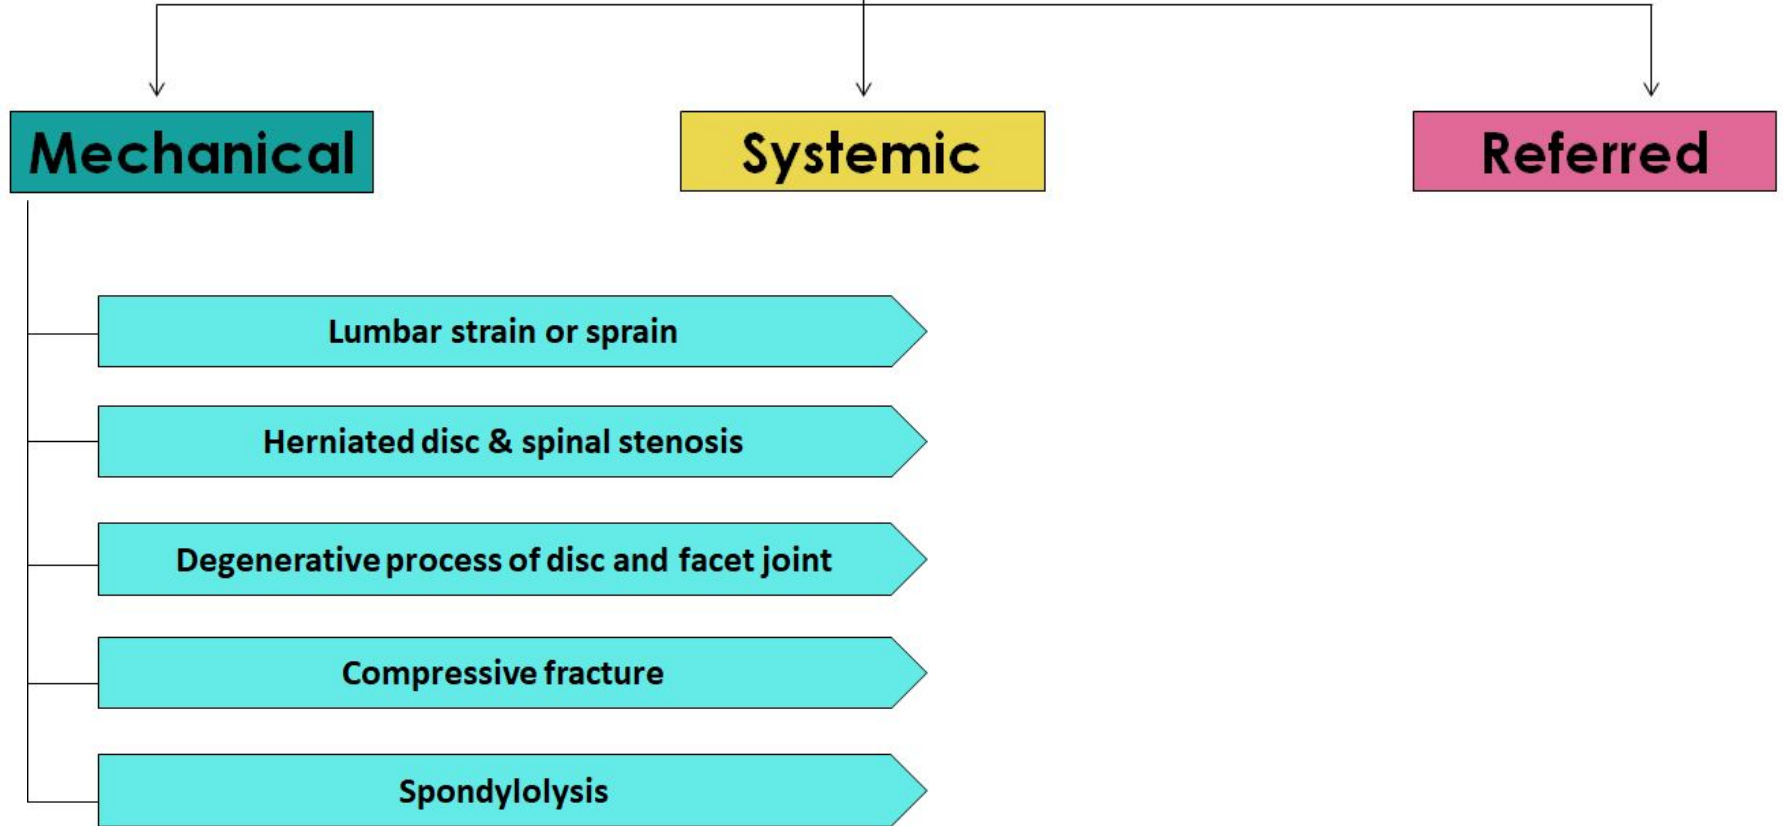 Mechanical
Systemic
Referred
Lumbar strain or sprain
Herniated disc & spinal stenosis
Degenerative process of disc and facet joint
Compressive fracture
Spondylolysis